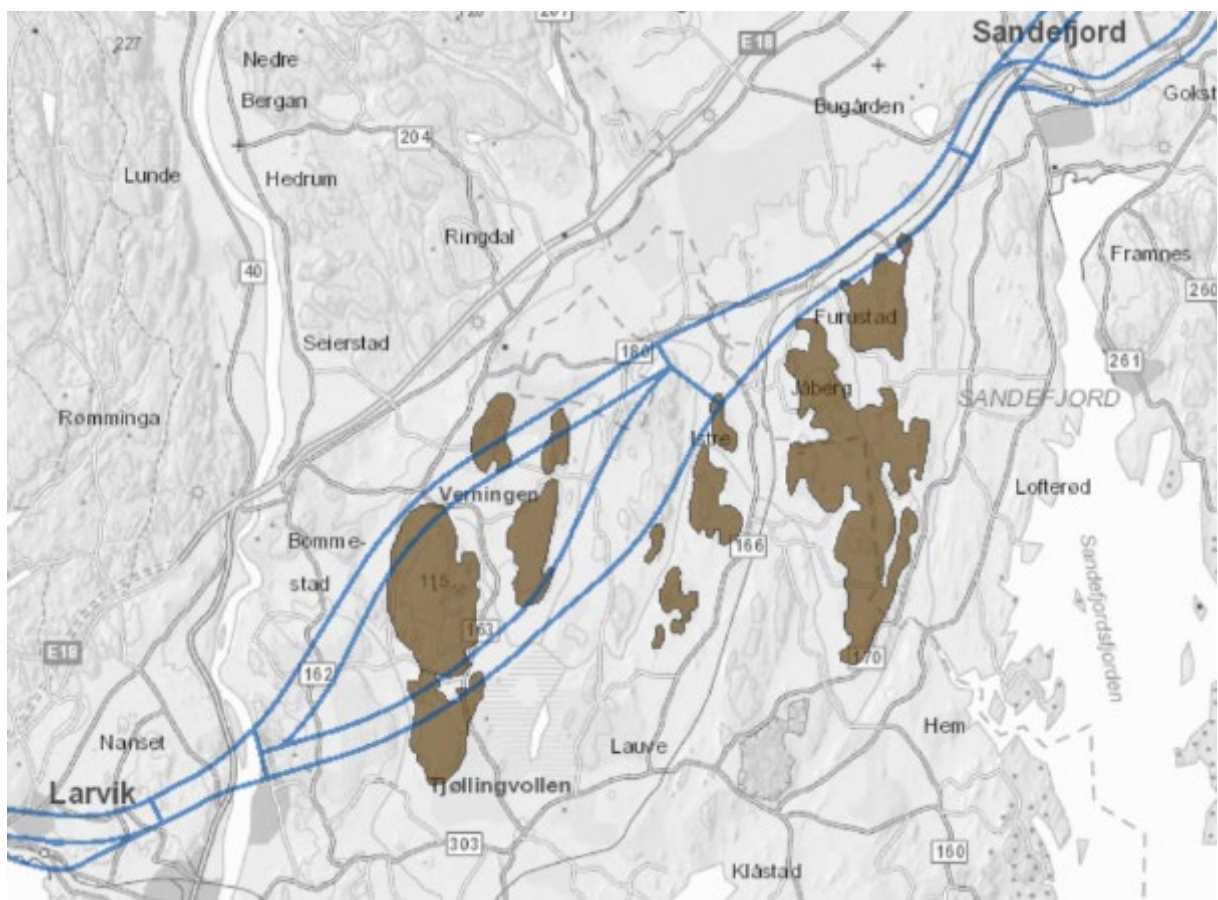 227
Nedre
Bergan
204
Lunde
Hedrum
Ringdal
40
Seierstad
Rømminga
E18
Sandefjord
Bugården
Framnes
260
261
Furustad
180
Jåberg
SANDEFJORD
Istre
Lofterød
Verningen
Bomme-
stad
115
166
163
162
170
Sandefjordsfjorden
E18
Nanset
Larvik
Lauve
Hem
Tjøllingvollen
303
Klåstad
160